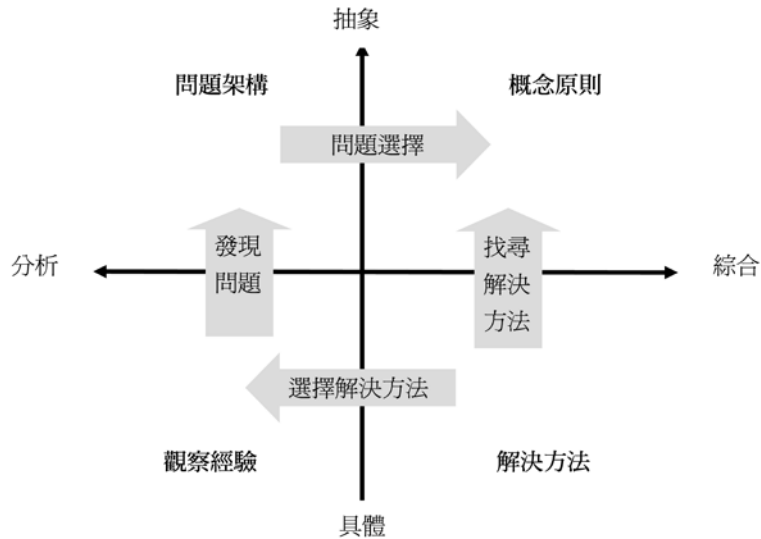 抽象
問題架構
概念原則
問題選擇
發現
問題
找尋
解決
方法
分析
綜合
選擇解決方法
觀察經驗
解決方法
具體